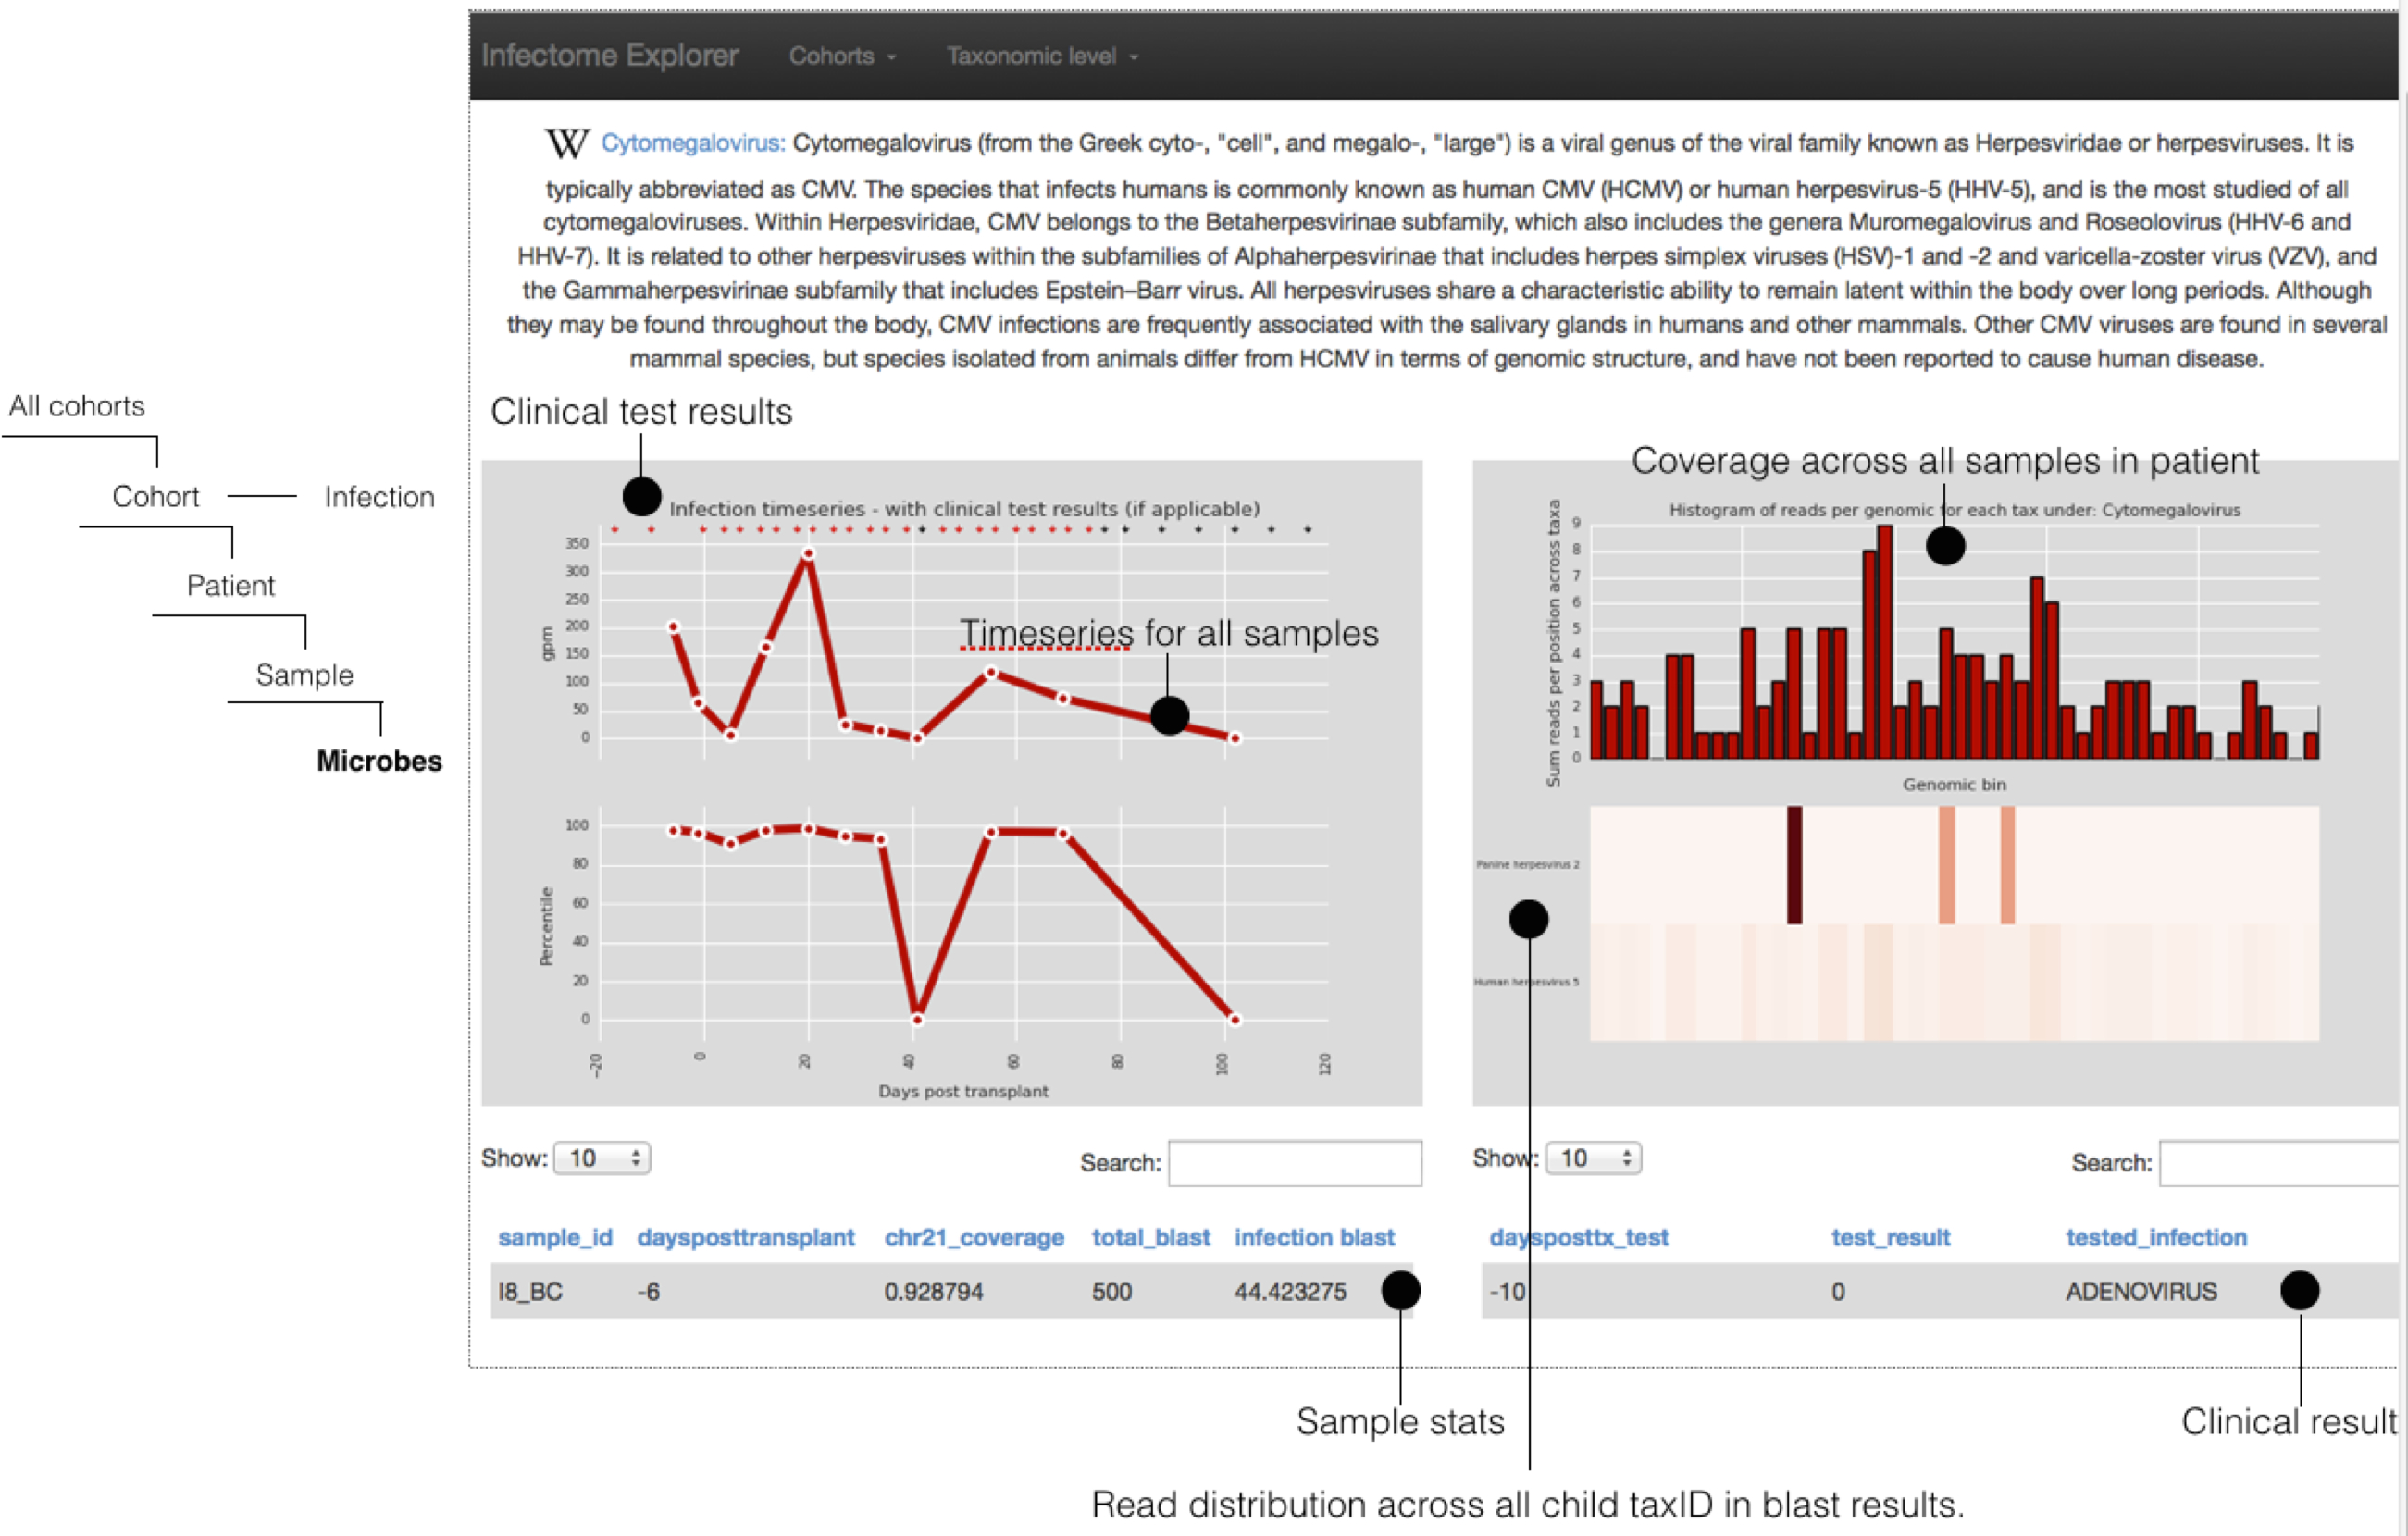 Infectome Explorer Cohorts Taxonomic level
W Cytomegalovirus: Cytomegalovirus (from the Greek cyto-, "cell", and megalo-, "large") is a viral genus of the viral family known as Herpesviridae or herpesviruses. It is
typically abbreviated as CMV. The species that infects humans is commonly known as human CMV (HCMV) or human herpesvirus-5 (HHV-5), and is the most studied of all
cytomegaloviruses. Within Herpesviridae, CMV belongs to the Betaherpesvirinae subfamily, which also includes the genera Muromegalovirus and Roseolovirus (HHV-6 and
HHV-7). It is related to other herpesviruses within the subfamilies of Alphaherpesvirinae that includes herpes simplex viruses (HSV)-1 and -2 and varicella-zoster virus (VZV), and
the Gammaherpesvirinae subfamily that includes Epstein–Barr virus. All herpesviruses share a characteristic ability to remain latent within the body over long periods. Although
they may be found throughout the body, CMV infections are frequently associated with the salivary glands in humans and other mammals. Other CMV viruses are found in several
mammal species, but species isolated from animals differ from HCMV in terms of genomic structure, and have not been reported to cause human disease.
All cohorts
Cohort
Infection
Patient
Sample
Microbes
Clinical test results
Infection timeseries - with clinical test results (if applicable)
gpm
350
300
250
200
150
100
50
0
Timeseries for all samples
Percentile
100
80
60
40
20
0
-20 0 20 40 60 80 100 120
Days post transplant
Coverage across all samples in patient
Histogram of reads per genomic for each tax under: Cytomegalovirus
Sum reads per position across taxa
9
8
7
6
5
4
3
2
1
0
Genomic bin
Panine herpesvirus 2
Human herpesvirus 5
Show: 10 Search:
sample_id daysposttransplant chr21_coverage total_blast infection blast
I8_BC -6 0.928794 500 44.423275
Show: 10 Search:
daysposttx_test test_result tested_infection
-10 0 ADENOVIRUS
Sample stats
Clinical result
Read distribution across all child taxID in blast results.